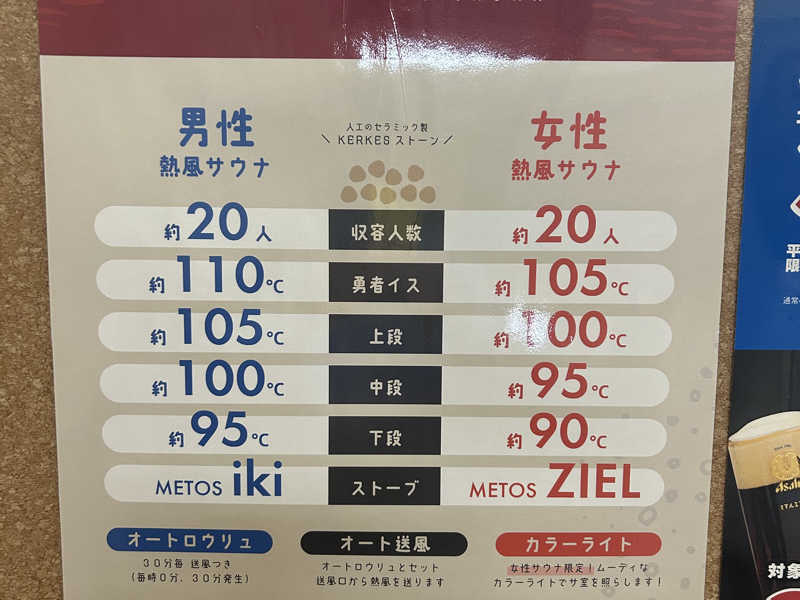 男性
熱風サウナ
人工のセラミック製
KERKESストーン
女性
熱風サウナ
約20人 収容人数 約20人
約110℃ 勇者イス 約105℃
約105℃ 上段 約100℃
約100℃ 中段 約95℃
約95℃ 下段 約90℃
METOS iki ストーブ METOS ZIEL
オートロウリュ
30分毎 送風つき
(毎時0分、30分発生)
オート送風
オートロウリュとセット
送風口から熱風を送ります
カラーライト
女性サウナ限定!ムーディな
カラーライトでサ室を照らします!
Asahi
対象